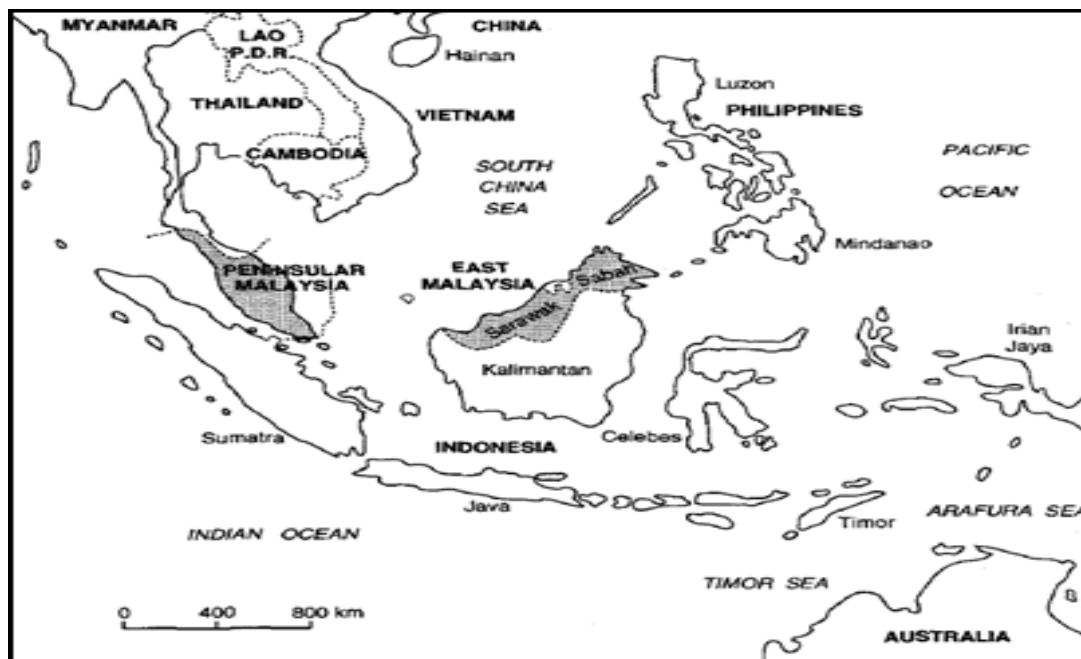 MYANMAR
CHINA
LAO
P.D.R.
Hainan
THAILAND
VIETNAM
CAMBODIA
Luzon
PHILIPPINES
SOUTH
CHINA
SEA
PACIFIC
OCEAN
Mindanao
PENINSULAR
MALAYSIA
EAST
MALAYSIA
Sabah
Sarawak
Kalimantan
Irian
Jaya
Sumatra
INDONESIA
Celebes
Java
Timor
ARAFURA SEA
INDIAN OCEAN
TIMOR SEA
0 400 800 km
AUSTRALIA